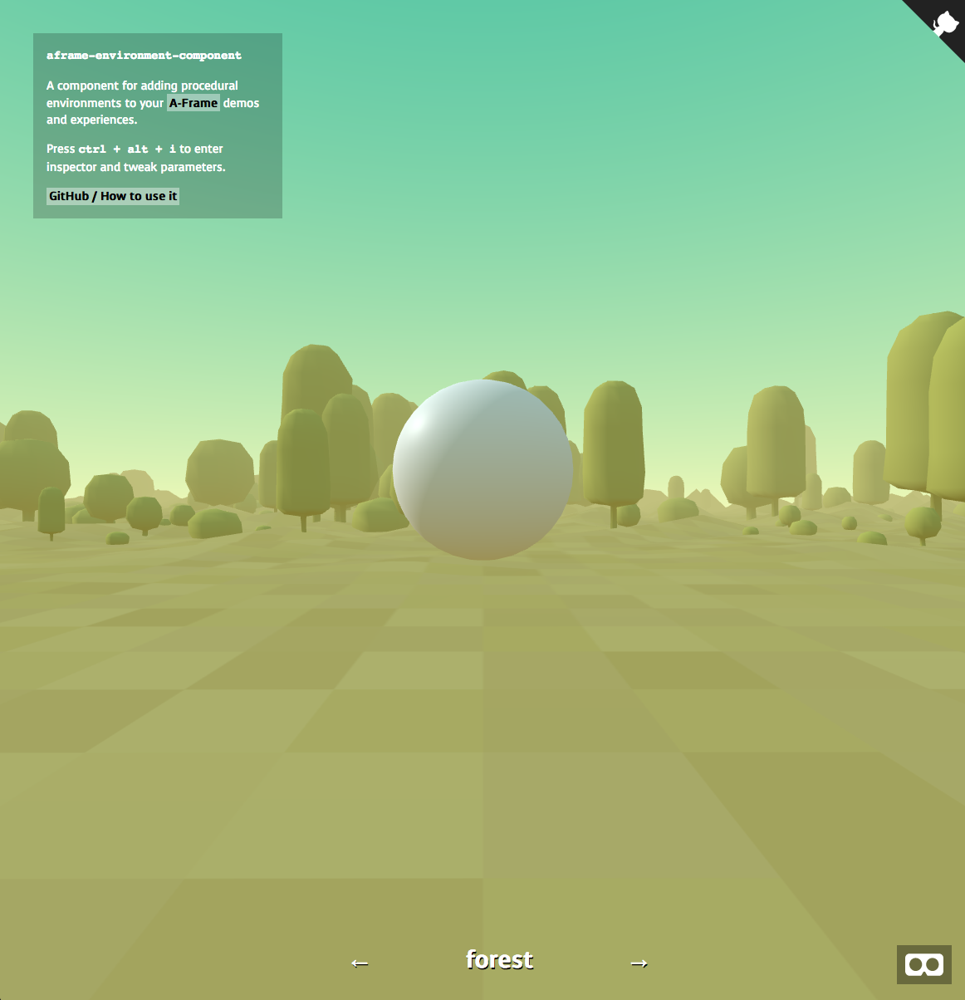 aframe-environment-component
A component for adding procedural
environments to your A-Frame demos
and experiences.
Press ctrl + alt + i to enter
inspector and tweak parameters.
GitHub / How to use it
← forest →